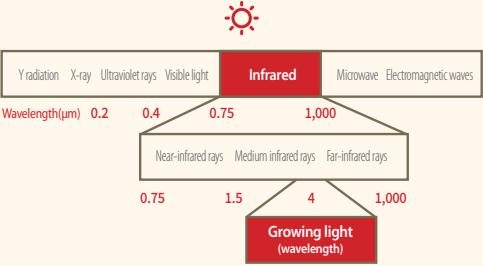 Y radiation X-ray Ultraviolet rays Visible light Infrared Microwave Electromagnetic waves
Wavelength(μm) 0.2 0.4 0.75 1,000
Near-infrared rays Medium infrared rays Far-infrared rays
0.75 1.5 4 1,000
Growing light
(wavelength)